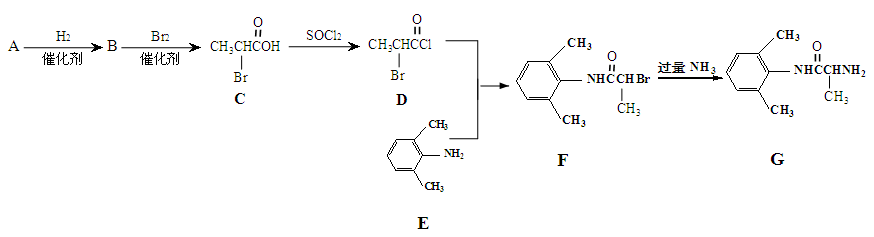 A H₂ 催化剂 B Br₂ 催化剂 CH₃CHCOH O Br SOCl₂ CH₃CHCCl O Br
C D
CH₃ NH₂ CH₃
E
CH₃ O NHCCHBr CH₃ CH₃
F
过量 NH₃
CH₃ O NHCCHNH₂ CH₃ CH₃
G